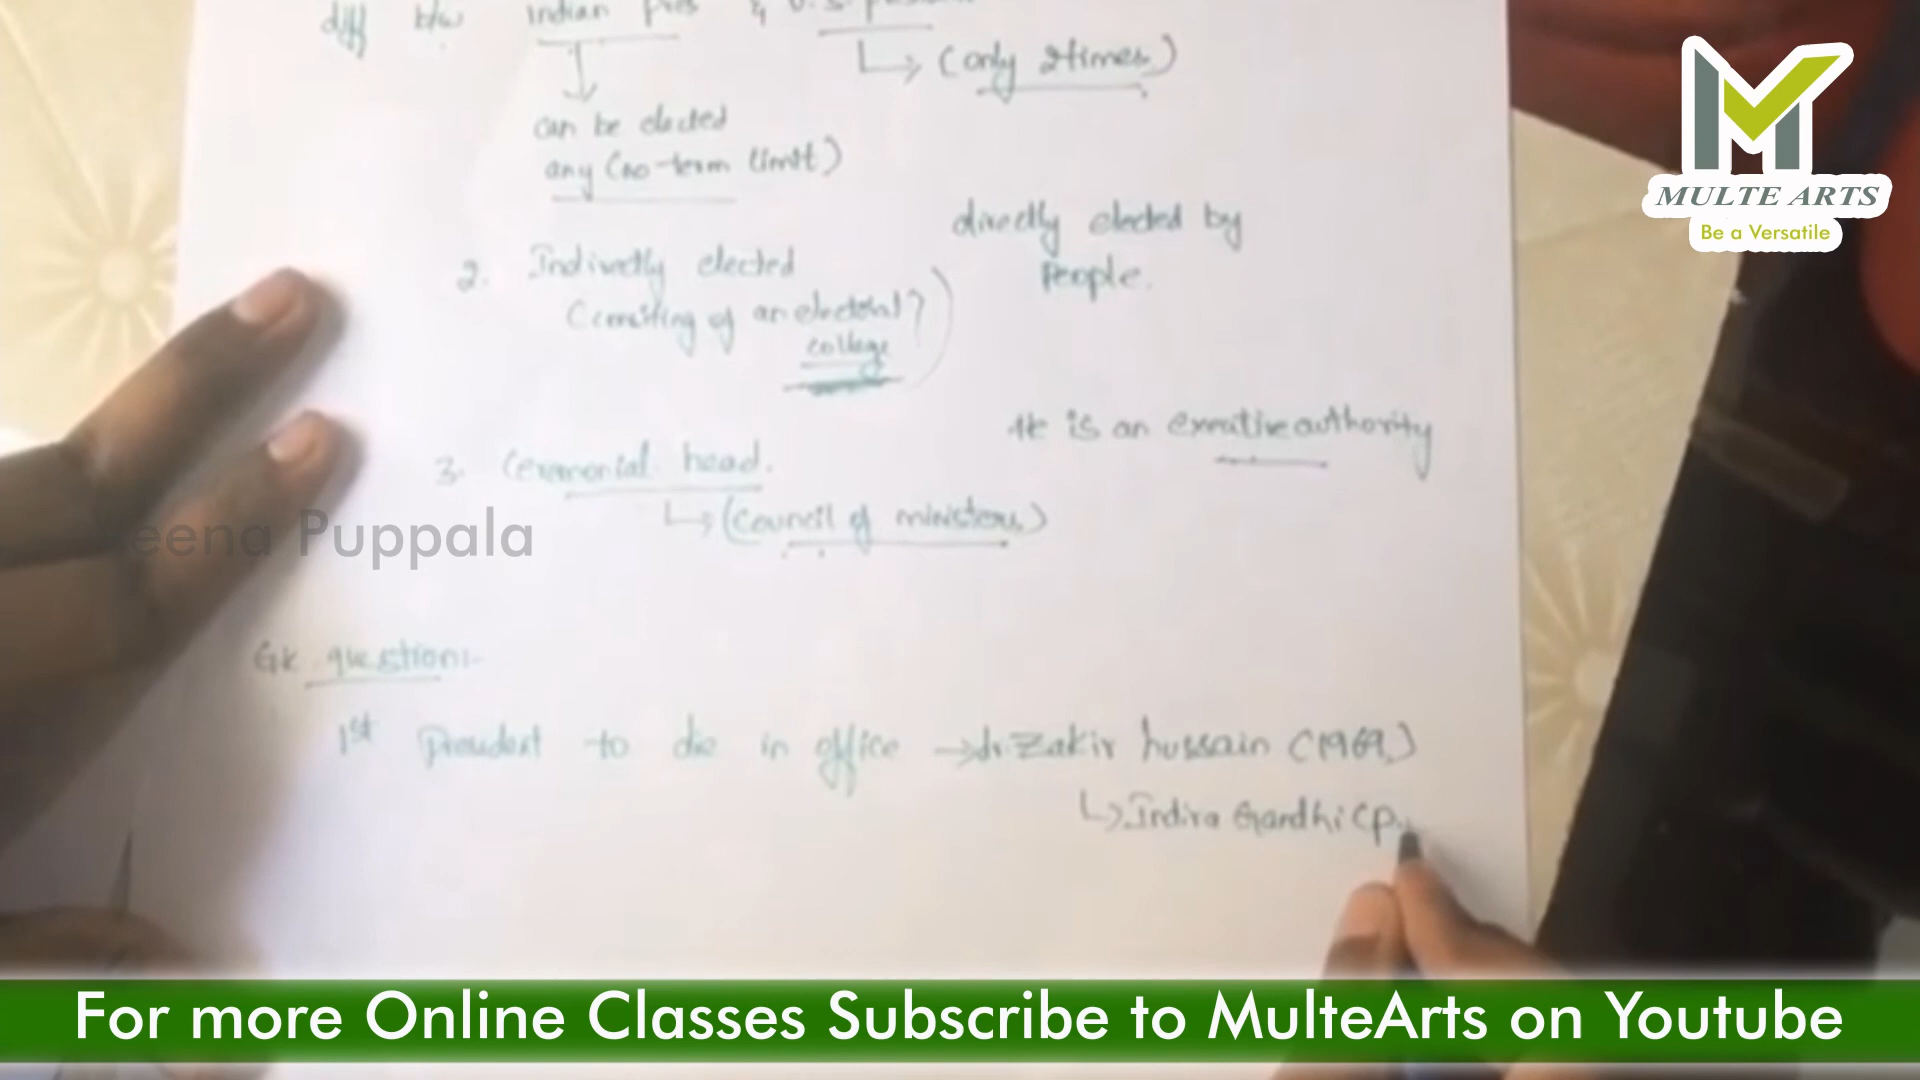 diff b/w Indian pres & U.S.
(only 2times)
can be elected
any (no-term limit)
directly elected by
People.
2. Indirectly elected
(consisting of an electoral?)
college
He is an executive authority
3. Ceremonial head.
(Council of ministers)
GK question:-
1st President to die in office → dr. Zakir hussain (1969)
Indira Gandhi (P
MULTE ARTS
Be a Versatile
eena Puppala
For more Online Classes Subscribe to MulteArts on Youtube